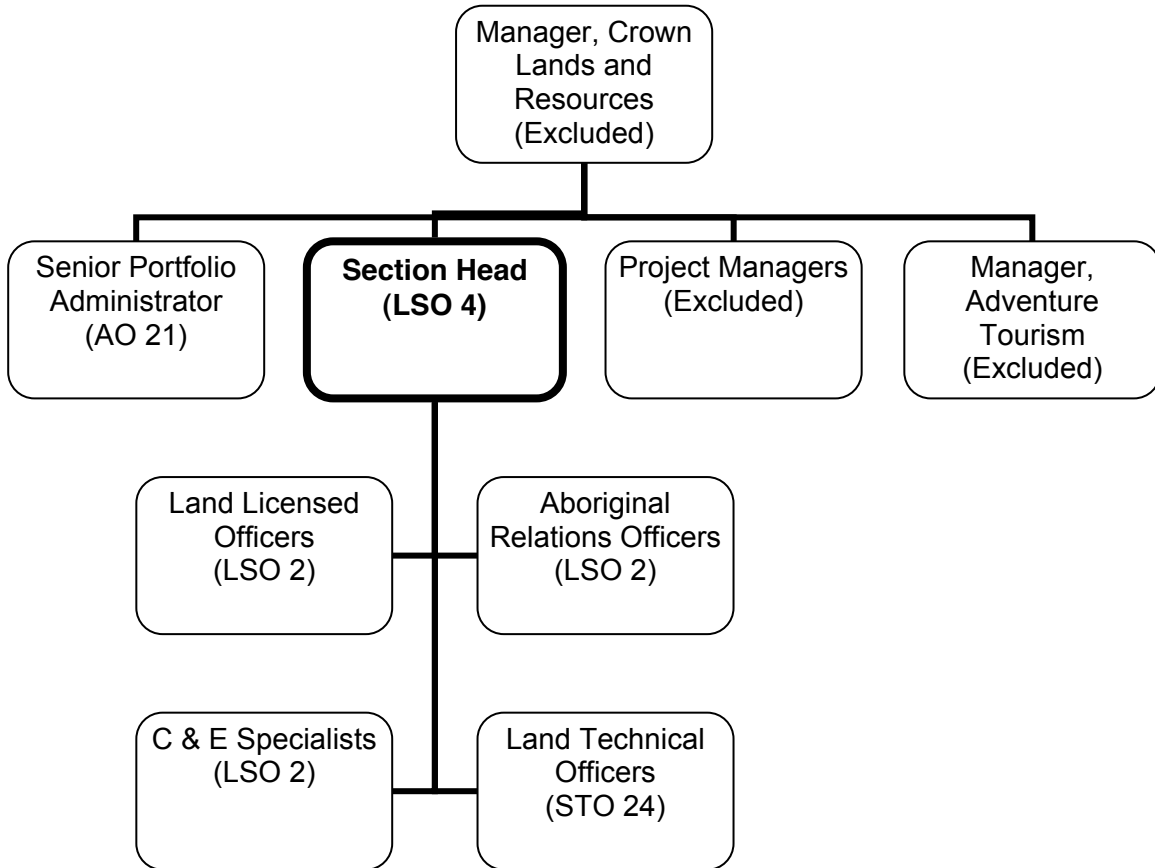 Manager, Crown
Lands and
Resources
(Excluded)
Senior Portfolio
Administrator
(AO 21)
Section Head
(LSO 4)
Project Managers
(Excluded)
Manager,
Adventure
Tourism
(Excluded)
Land Licensed
Officers
(LSO 2)
Aboriginal
Relations Officers
(LSO 2)
C & E Specialists
(LSO 2)
Land Technical
Officers
(STO 24)